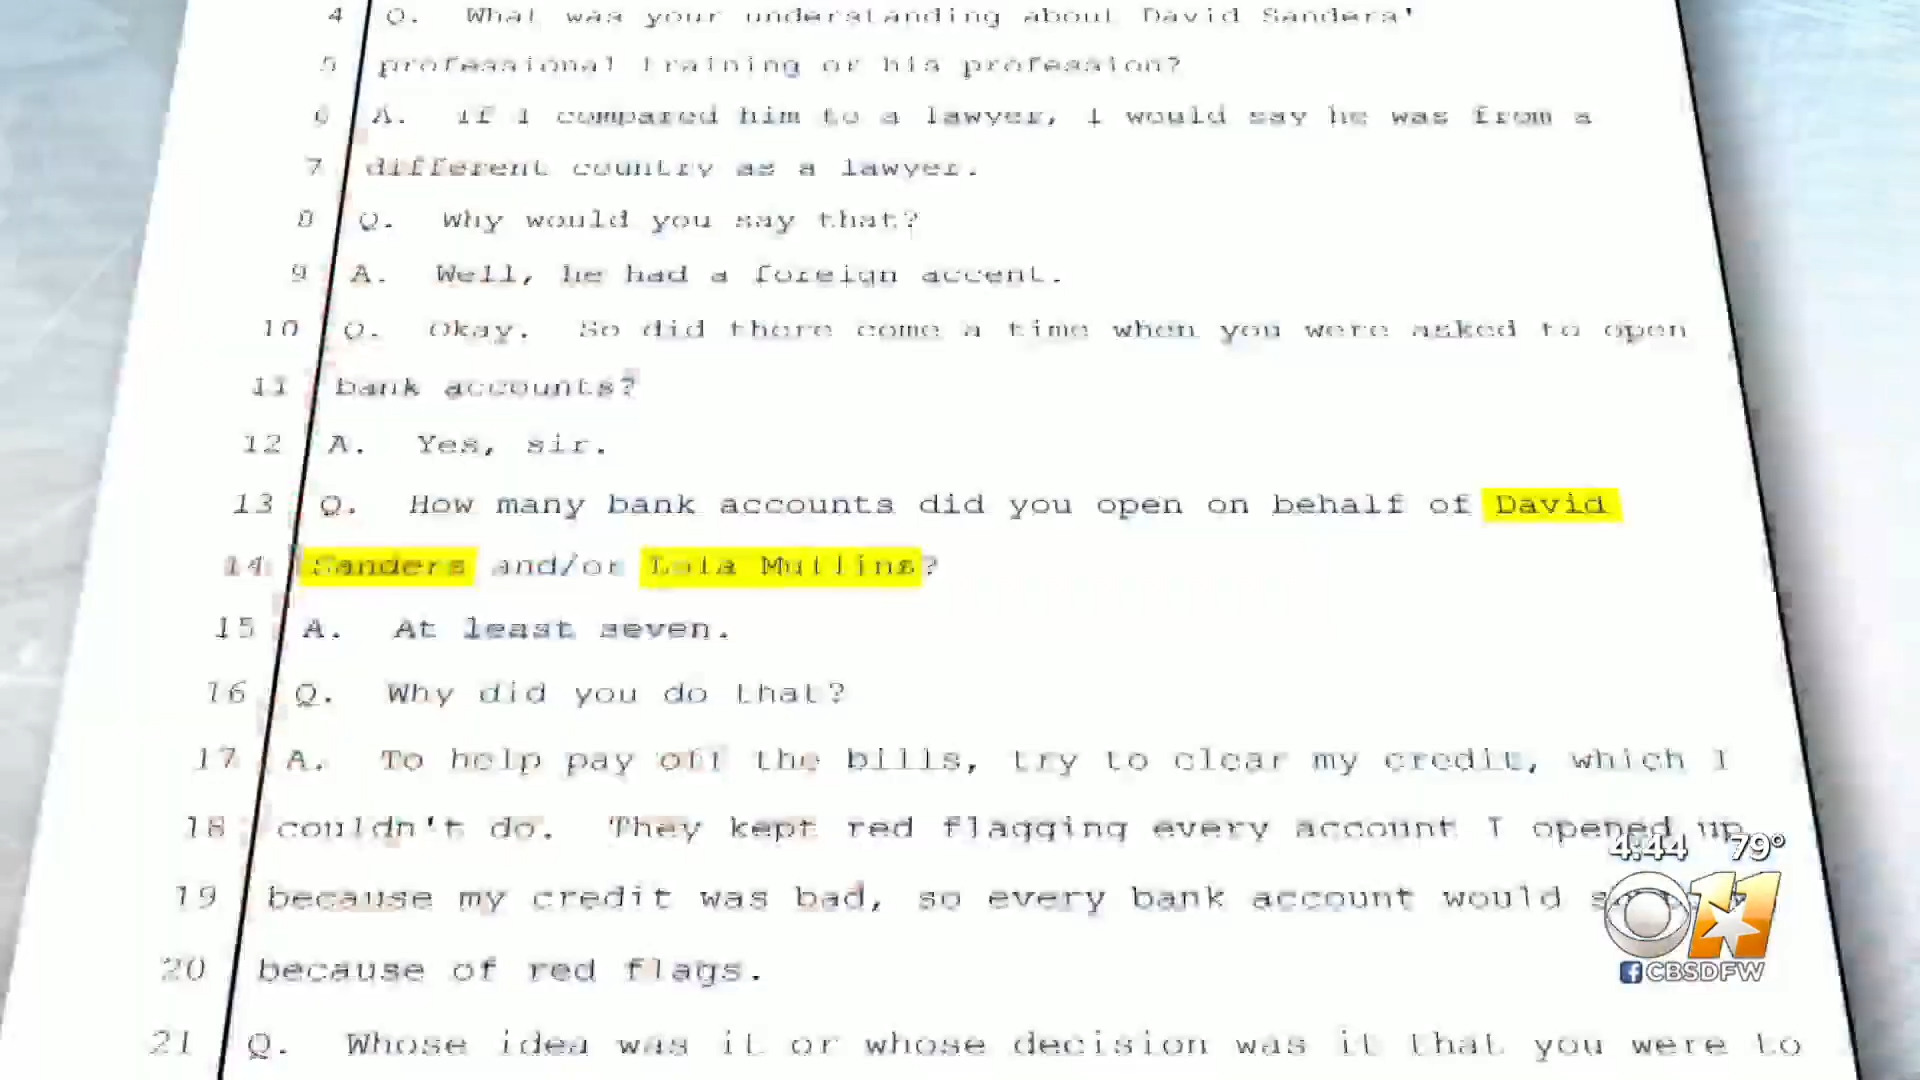 4 Q. What was your understanding about David Sanders'
5 professional training or his profession?
6 A. If I compared him to a lawyer, I would say he was from a
7 different country as a lawyer.
8 Q. Why would you say that?
9 A. Well, he had a foreign accent.
10 Q. Okay. So did there come a time when you were asked to open
11 bank accounts?
12 A. Yes, sir.
13 Q. How many bank accounts did you open on behalf of David
14 Sanders and/or Lola Mullins?
15 A. At least seven.
16 Q. Why did you do that?
17 A. To help pay off the bills, try to clear my credit, which I
18 couldn't do. They kept red flagging every account I opened up
19 because my credit was bad, so every bank account would
20 because of red flags.
21 Q. Whose idea was it or whose decision was it that you were to
4:44 79°
11
CBSDFW